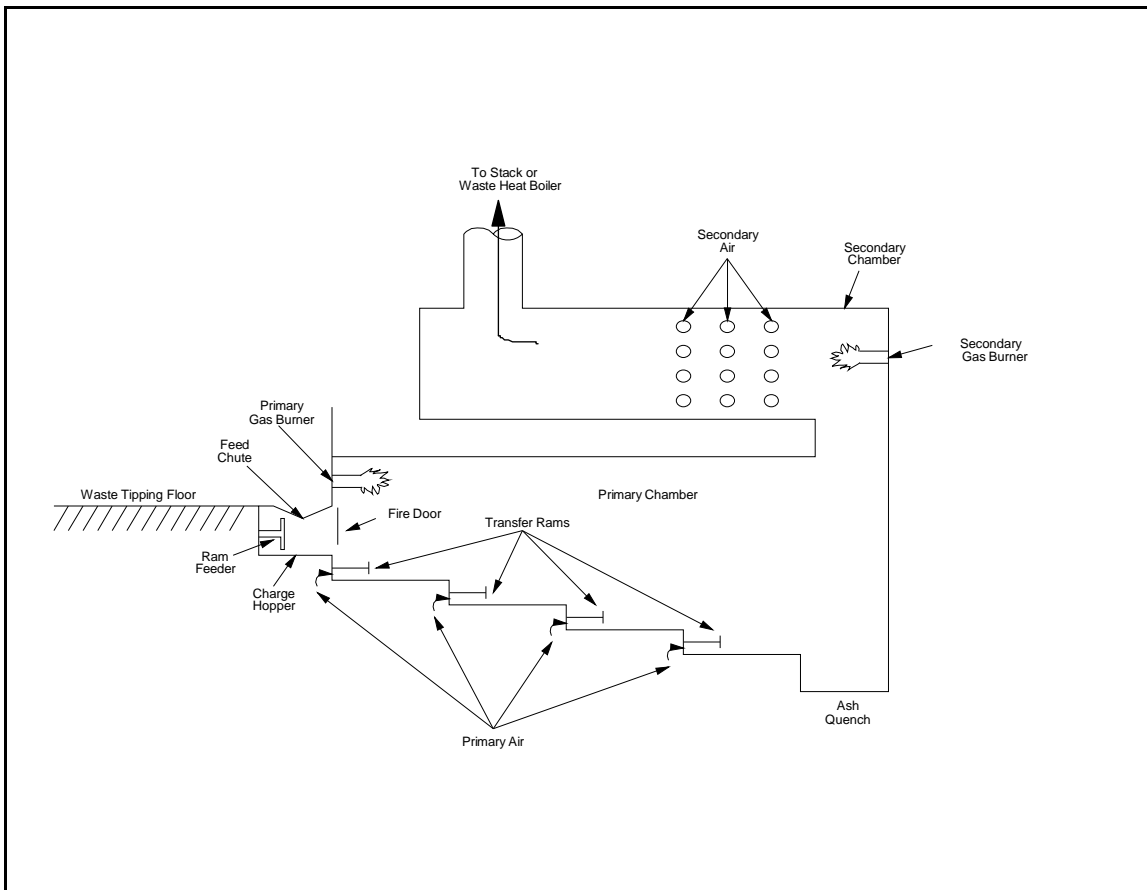 To Stack or
Waste Heat Boiler
Secondary
Air
Secondary
Chamber
Secondary
Gas Burner
Primary
Gas Burner
Feed
Chute
Waste Tipping Floor
Primary Chamber
Fire Door
Transfer Rams
Ram
Feeder
Charge
Hopper
Ash
Quench
Primary Air